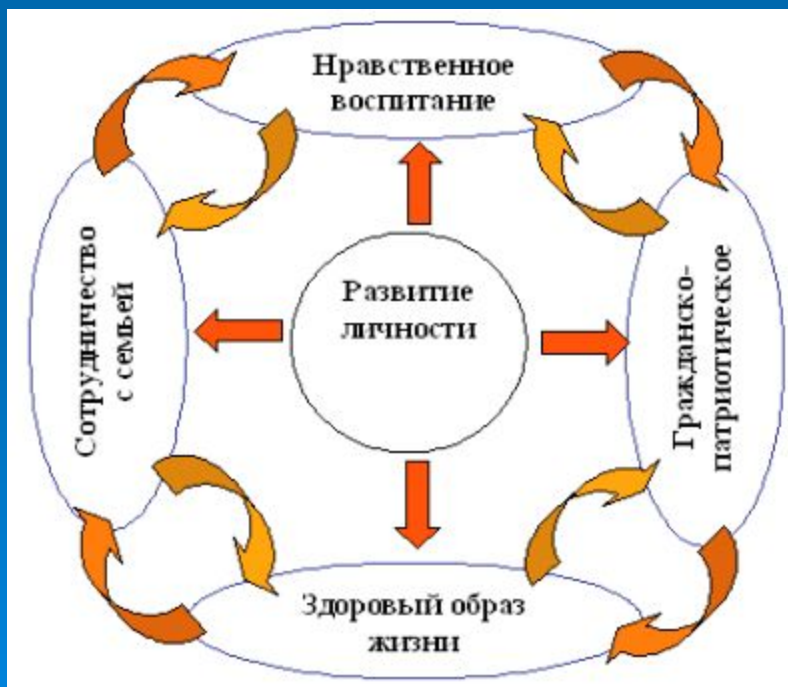 Нравственное
воспитание
Сотрудничество
с семьей
Развитие
личности
Гражданско-
патриотическое
Здоровый образ
жизни